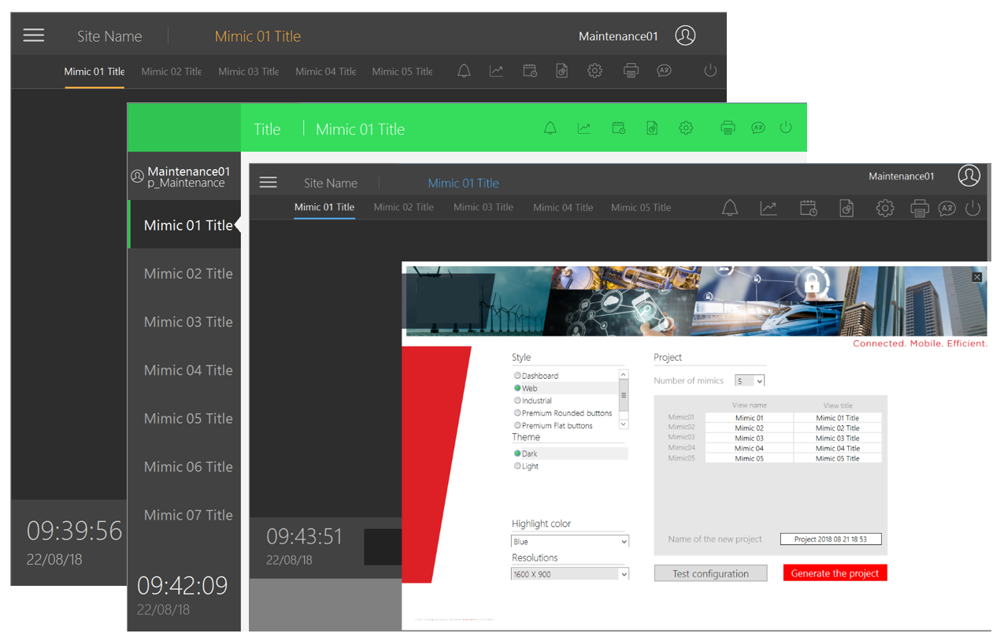 Site Name
Mimic 01 Title
Maintenance01
Mimic 01 Title
Mimic 02 Title
Mimic 03 Title
Mimic 04 Title
Mimic 05 Title
09:39:56
22/08/18
Title
Mimic 01 Title
Maintenance01
p_Maintenance
Mimic 01 Title
Mimic 02 Title
Mimic 03 Title
Mimic 04 Title
Mimic 05 Title
Mimic 06 Title
Mimic 07 Title
09:42:09
22/08/18
Site Name
Mimic 01 Title
Maintenance01
Mimic 01 Title
Mimic 02 Title
Mimic 03 Title
Mimic 04 Title
Mimic 05 Title
09:43:51
22/08/18
Connected. Mobile. Efficient.
Style
Dashboard
Web
Industrial
Premium Rounded buttons
Premium Flat buttons
Theme
Dark
Light
Highlight color
Blue
Resolutions
1600 X 900
Project
Number of mimics 5
View name View title
Mimic01 Mimic 01 Mimic 01 Title
Mimic02 Mimic 02 Mimic 02 Title
Mimic03 Mimic 03 Mimic 03 Title
Mimic04 Mimic 04 Mimic 04 Title
Mimic05 Mimic 05 Mimic 05 Title
Name of the new project Project 2018 08 21 18 53
Test configuration
Generate the project